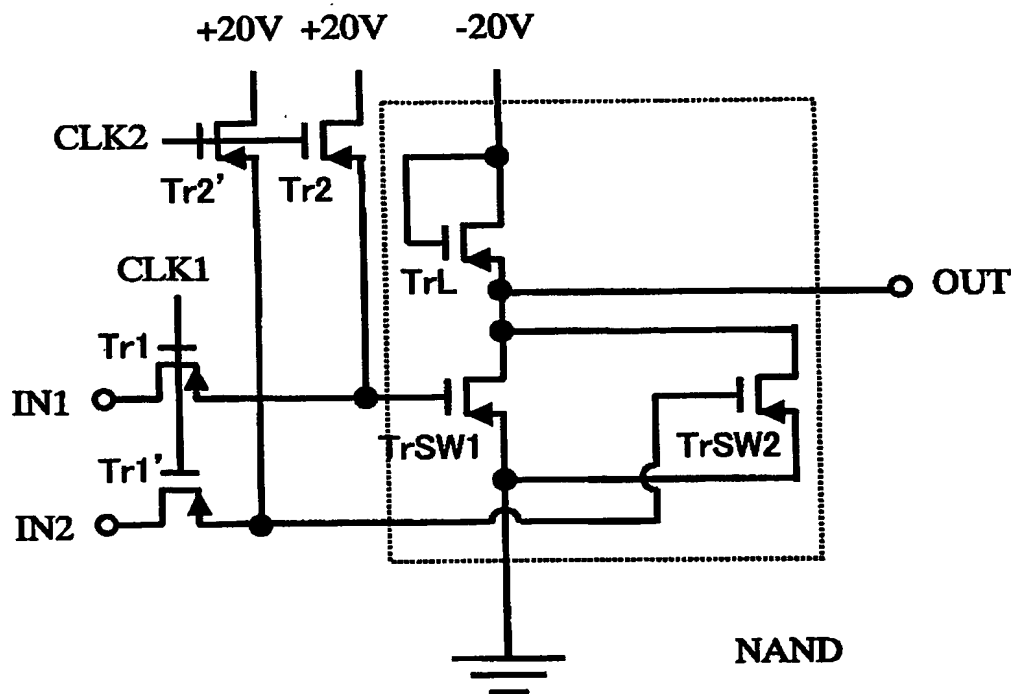 +20V +20V -20V
CLK2
Tr2' Tr2
CLK1
TrL
OUT
Tr1
IN1
TrSW1
TrSW2
Tr1'
IN2
NAND